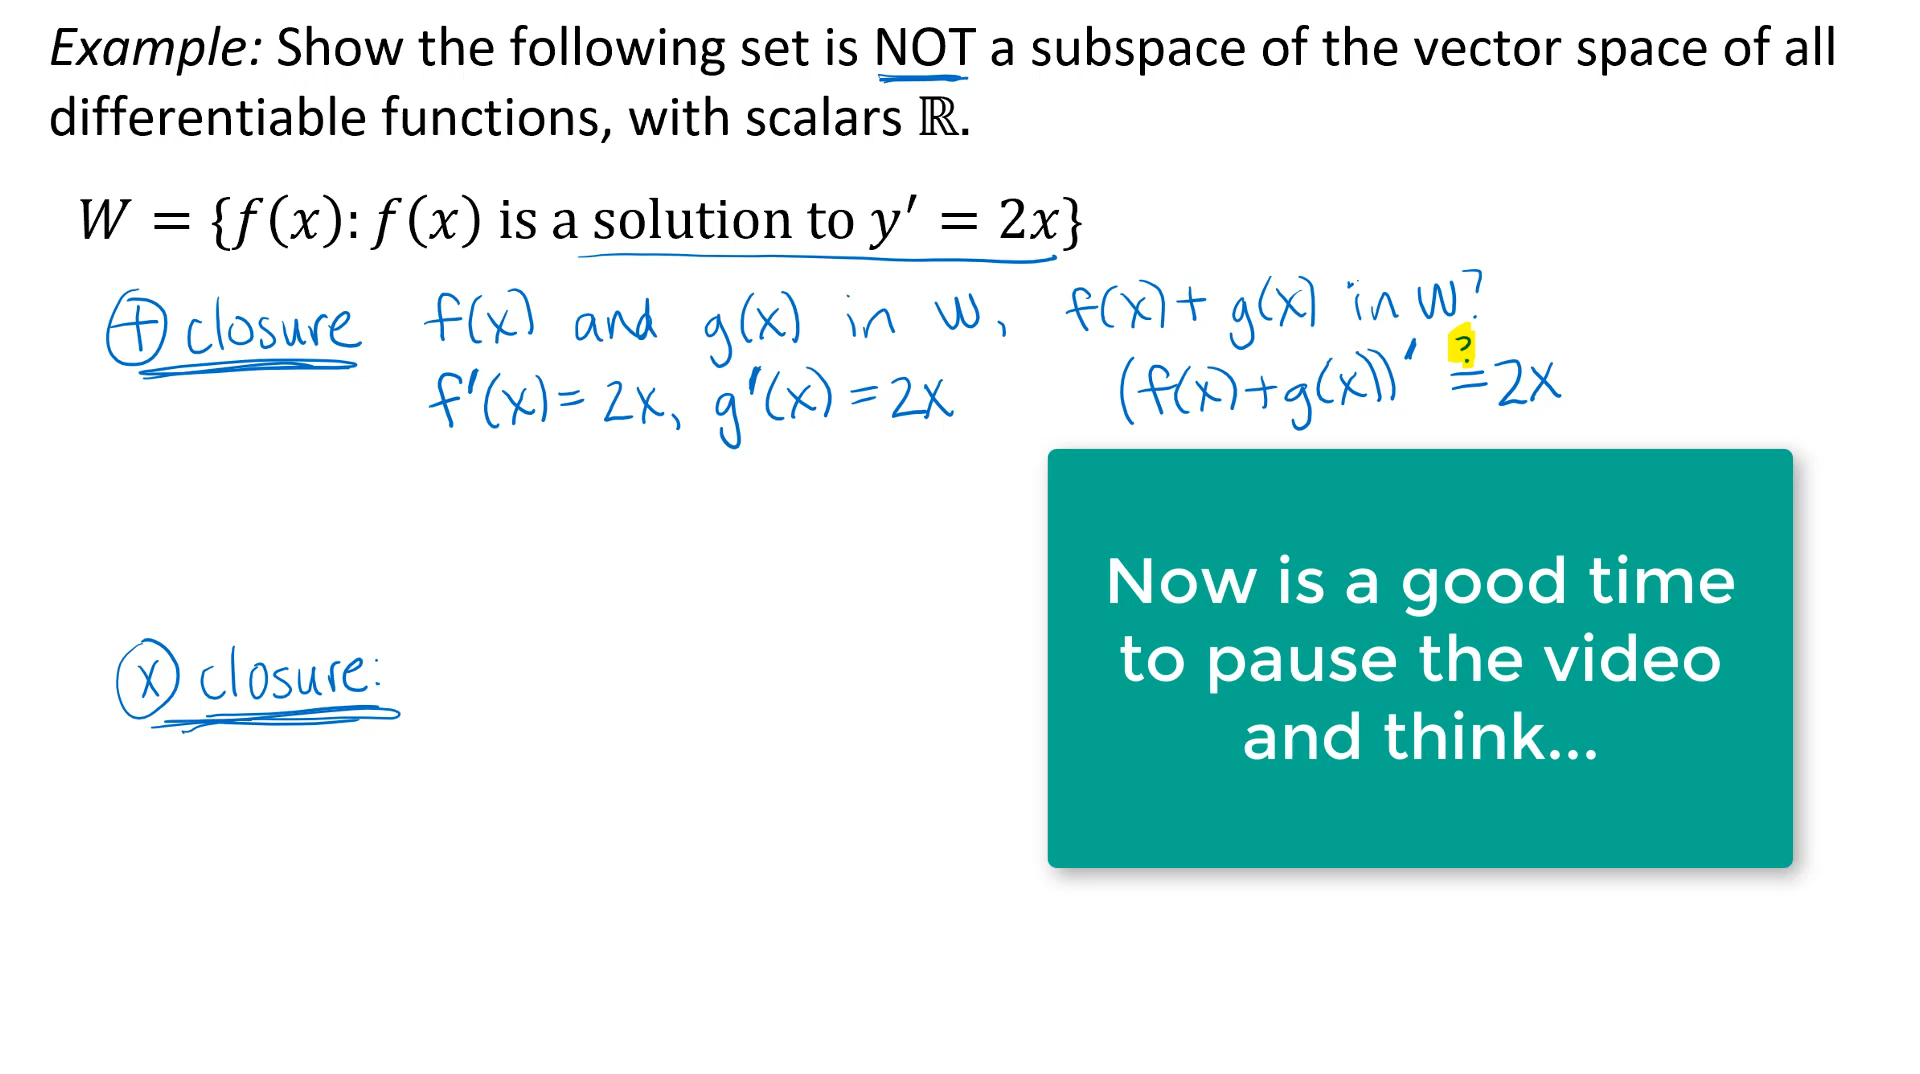 Example: Show the following set is NOT a subspace of the vector space of all
differentiable functions, with scalars ℝ.
W = {f(x): f(x) is a solution to y′ = 2x}
+ closure f(x) and g(x) in W, f(x) + g(x) in W?
f'(x) = 2x, g'(x) = 2x (f(x) + g(x))' ?= 2x
Now is a good time
to pause the video
and think...
x closure: